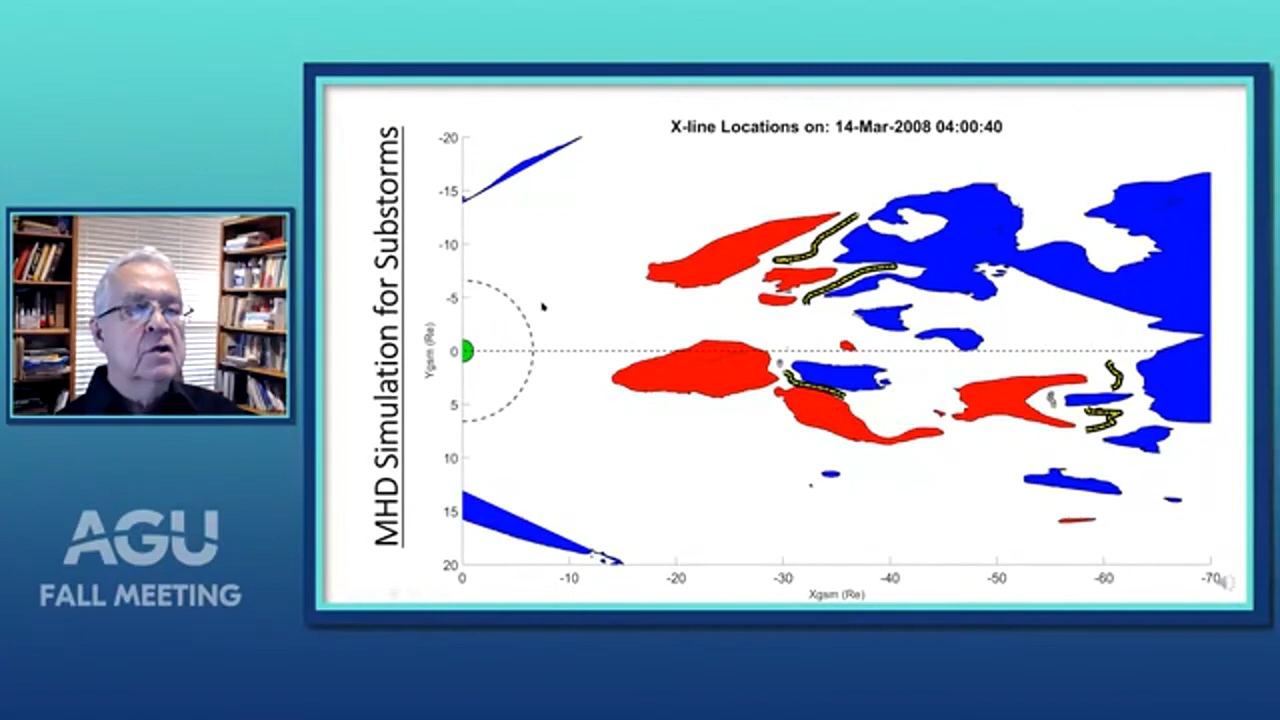 X-line Locations on: 14-Mar-2008 04:00:40
MHD Simulation for Substorms
Ygsm (Re)
-20
-15
-10
-5
0
5
10
15
20
0
-10
-20
-30
-40
-50
-60
-70
Xgsm (Re)
AGU
FALL MEETING